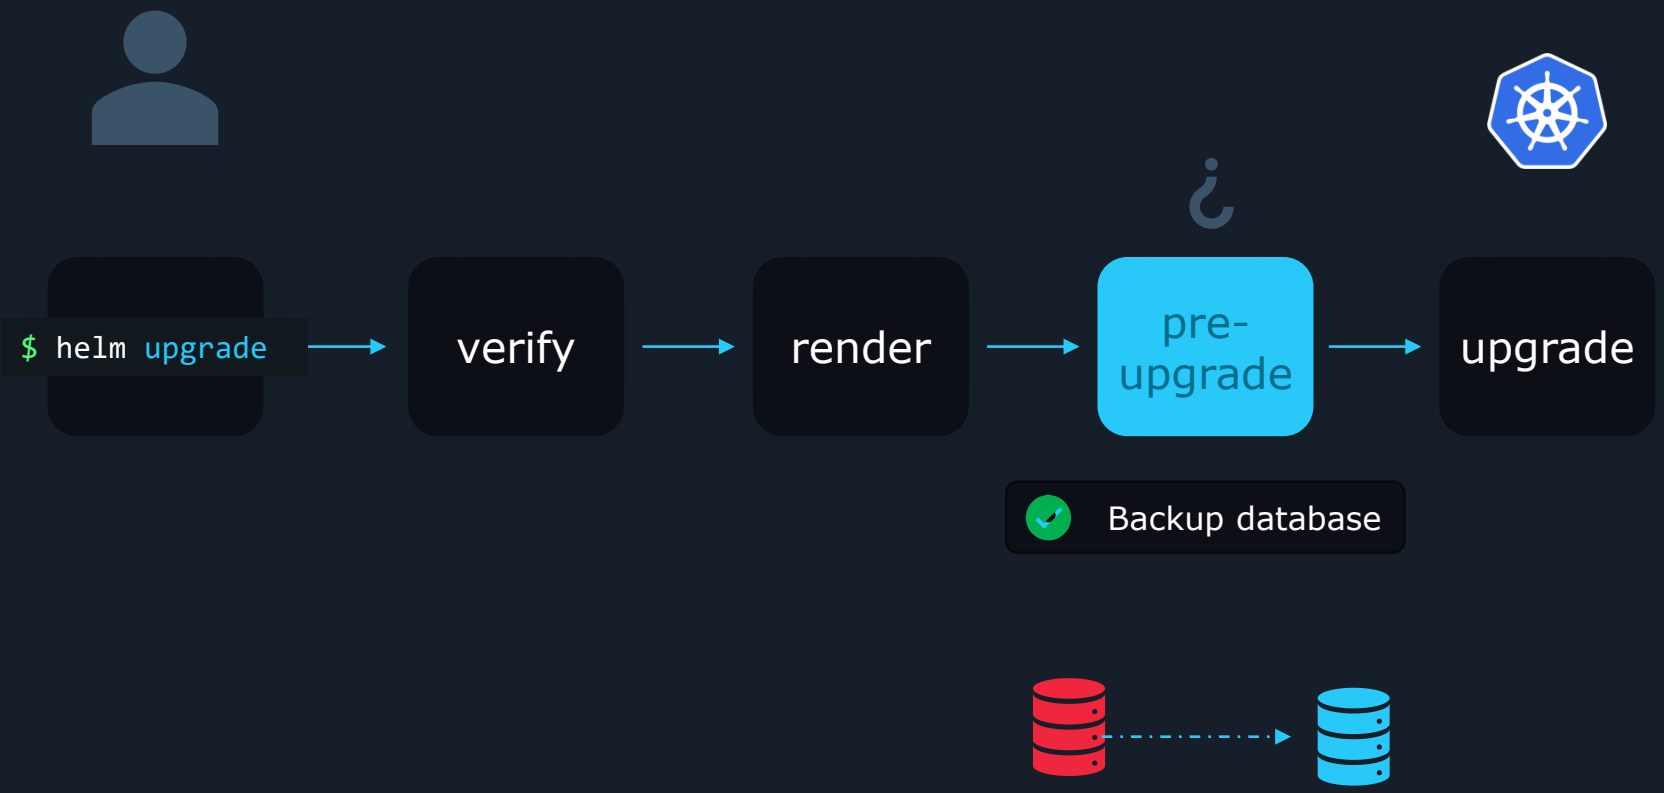 $ helm upgrade
verify
render
pre-
upgrade
upgrade
Backup database